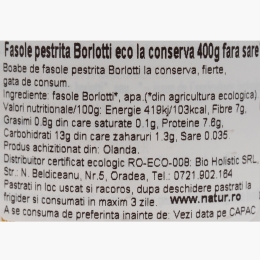 Fasole pestrita Borlotti eco la conserva 400g fara sare
Boabe de fasole pestrita Borlotti la conserva, fierte,
gata de consum.
Ingrediente: fasole Borlotti*, apa.(*din agricultura ecologica)
Valori nutritionale/100g: Energie 419kj/103kcal, Fibre 7g,
Grasimi 0.8g din care saturate 0.1g, Proteine 7.6g,
Carbohidrati 13g din care zaharuri 1.3g, Sare 0.035
Produs achizitionat din: Olanda.
Distribuitor certificat ecologic RO-ECO-008: Bio Holistic SRL,
Str.: N. Beldiceanu, Nr.5, Oradea, Tel: 0721.902.184
Pastrati in loc uscat si racoros, dupa deschidere pastrati la
frigider si consumati in maxim 3 zile. www.natur.ro
A se consuma de preferinta inainte de: Vezi data pe CAPAC